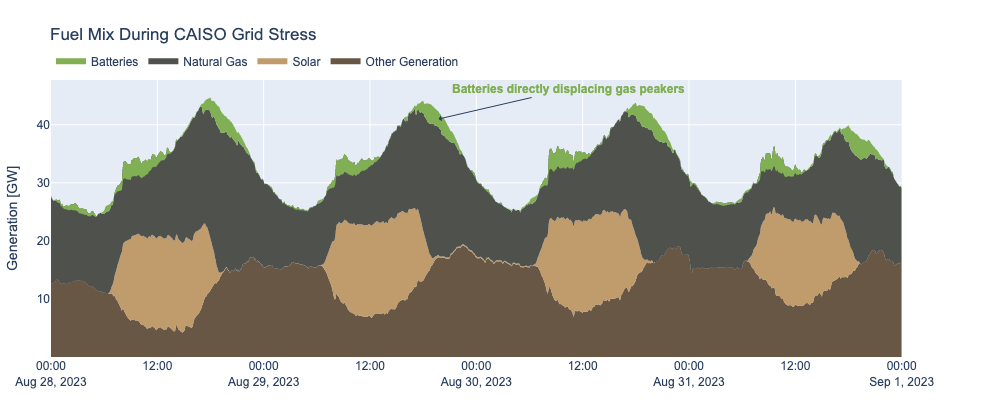 Fuel Mix During CAISO Grid Stress
Batteries Natural Gas Solar Other Generation
Batteries directly displacing gas peakers
Generation [GW]
40
30
20
10
00:00 12:00 00:00 12:00 00:00 12:00 00:00 12:00 00:00
Aug 28, 2023 Aug 29, 2023 Aug 30, 2023 Aug 31, 2023 Sep 1, 2023